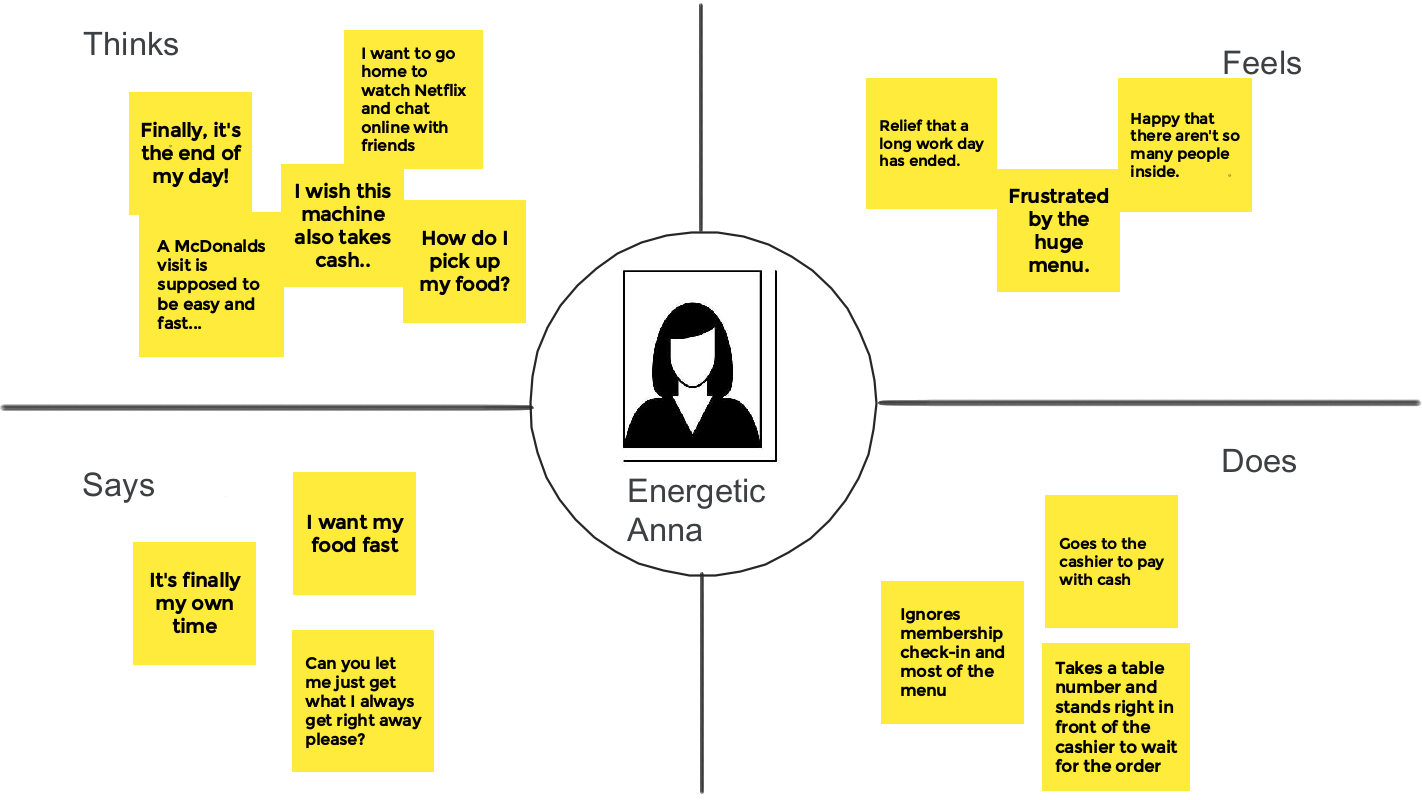 Thinks
Finally, it's
the end of
my day!
I want to go
home to
watch Netflix
and chat
online with
friends
A McDonalds
visit is
supposed to
be easy and
fast...
I wish this
machine
also takes
cash..
How do I
pick up
my food?
Feels
Relief that a
long work day
has ended.
Frustrated
by the
huge
menu.
Happy that
there aren't so
many people
inside.
Energetic
Anna
Says
It's finally
my own
time
I want my
food fast
Can you let
me just get
what I always
get right away
please?
Does
Ignores
membership
check-in and
most of the
menu
Goes to the
cashier to pay
with cash
Takes a table
number and
stands right in
front of the
cashier to wait
for the order